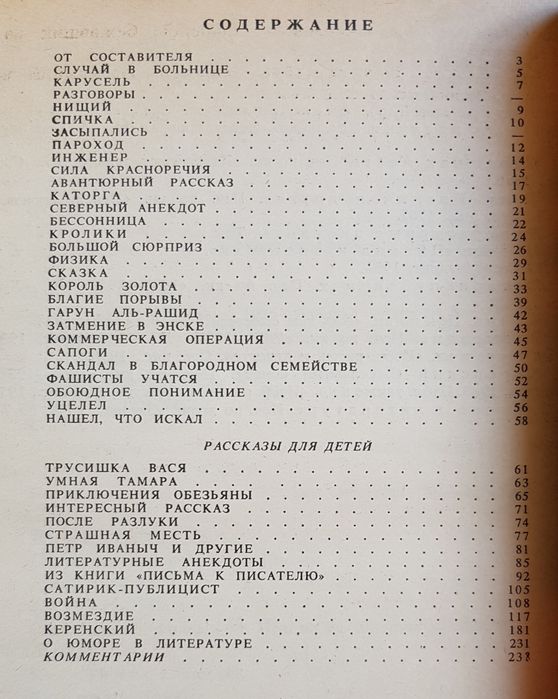 СОДЕРЖАНИЕ
ОТ СОСТАВИТЕЛЯ . . . . . . . . . . 3
СЛУЧАЙ В БОЛЬНИЦЕ . . . . . . . . . . 5
КАРУСЕЛЬ . . . . . . . . . . 7
РАЗГОВОРЫ . . . . . . . . . . —
НИЩИЙ . . . . . . . . . . 9
СПИЧКА . . . . . . . . . . 10
ЗАСЫПАЛИСЬ . . . . . . . . . . —
ПАРОХОД . . . . . . . . . . 12
ИНЖЕНЕР . . . . . . . . . . 14
СИЛА КРАСНОРЕЧИЯ . . . . . . . . . . 15
АВАНТЮРНЫЙ РАССКАЗ . . . . . . . . . . 17
КАТОРГА . . . . . . . . . . 19
СЕВЕРНЫЙ АНЕКДОТ . . . . . . . . . . 21
БЕССОННИЦА . . . . . . . . . . 22
КРОЛИКИ . . . . . . . . . . 24
БОЛЬШОЙ СЮРПРИЗ . . . . . . . . . . 26
ФИЗИКА . . . . . . . . . . 29
СКАЗКА . . . . . . . . . . 31
КОРОЛЬ ЗОЛОТА . . . . . . . . . . 33
БЛАГИЕ ПОРЫВЫ . . . . . . . . . . 39
ГАРУН АЛЬ-РАШИД . . . . . . . . . . 42
ЗАТМЕНИЕ В ЭНСКЕ . . . . . . . . . . 43
КОММЕРЧЕСКАЯ ОПЕРАЦИЯ . . . . . . . . . . 45
САПОГИ . . . . . . . . . . 47
СКАНДАЛ В БЛАГОРОДНОМ СЕМЕЙСТВЕ . . . . . . . . . . 50
ФАШИСТЫ УЧАТСЯ . . . . . . . . . . 52
ОБОЮДНОЕ ПОНИМАНИЕ . . . . . . . . . . 54
УЦЕЛЕЛ . . . . . . . . . . 56
НАШЕЛ, ЧТО ИСКАЛ . . . . . . . . . . 58
РАССКАЗЫ ДЛЯ ДЕТЕЙ
ТРУСИШКА ВАСЯ . . . . . . . . . . 61
УМНАЯ ТАМАРА . . . . . . . . . . 63
ПРИКЛЮЧЕНИЯ ОБЕЗЬЯНЫ . . . . . . . . . . 65
ИНТЕРЕСНЫЙ РАССКАЗ . . . . . . . . . . 71
ПОСЛЕ РАЗЛУКИ . . . . . . . . . . 74
СТРАШНАЯ МЕСТЬ . . . . . . . . . . 77
ПЕТР ИВАНЫЧ И ДРУГИЕ . . . . . . . . . . 81
ЛИТЕРАТУРНЫЕ АНЕКДОТЫ . . . . . . . . . . 85
ИЗ КНИГИ «ПИСЬМА К ПИСАТЕЛЮ» . . . . . . . . . . 92
САТИРИК-ПУБЛИЦИСТ . . . . . . . . . . 105
ВОЙНА . . . . . . . . . . 108
ВОЗМЕЗДИЕ . . . . . . . . . . 117
КЕРЕНСКИЙ . . . . . . . . . . 181
О ЮМОРЕ В ЛИТЕРАТУРЕ . . . . . . . . . . 231
КОММЕНТАРИИ . . . . . . . . . . 238